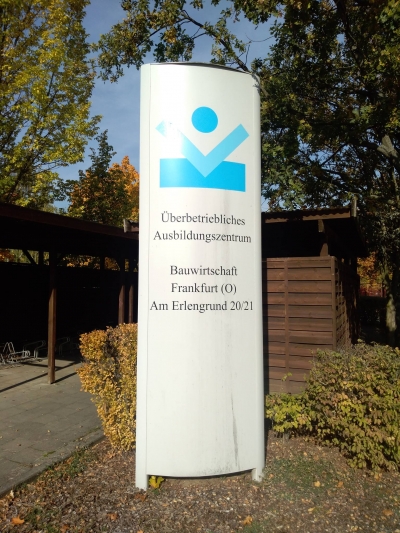 Überbetriebliches
Ausbildungszentrum
Bauwirtschaft
Frankfurt (O)
Am Erlengrund 20/21